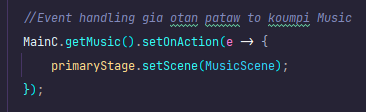 //Event handling gia otan pataw to koumpi Music
MainC.getMusic().setOnAction(e -> {
primaryStage.setScene(MusicScene);
});